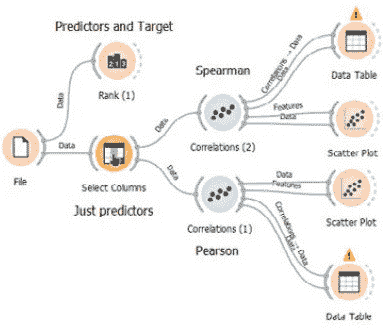 Predictors and Target
Rank (1)
Data
File
Data
Select Columns
Just predictors
Spearman
Data
Correlations (2)
Correlations → Data
Data
Data Table
Features
Data
Scatter Plot
Data
Correlations (1)
Pearson
Data
Features
Scatter Plot
Correlations → Data
Data
Data Table